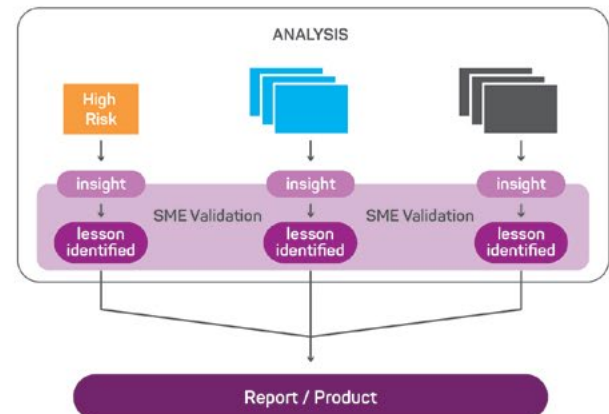 ANALYSIS
High
Risk
insight
insight
insight
SME Validation
SME Validation
lesson
identified
lesson
identified
lesson
identified
Report / Product